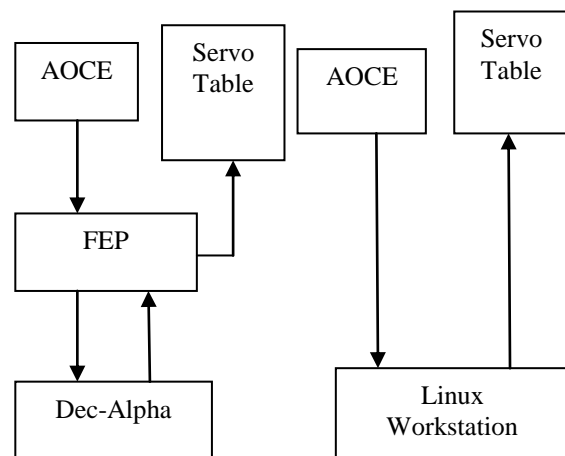 AOCE
Servo
Table
FEP
Dec-Alpha
AOCE
Servo
Table
Linux
Workstation